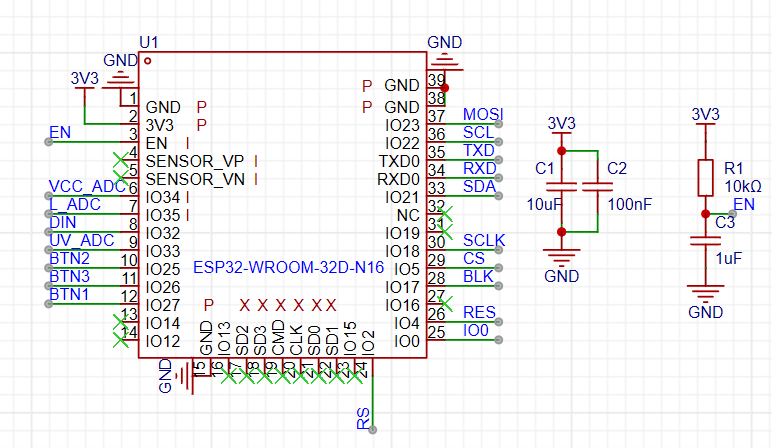 U1
GND
GND
3V3
1 GND P
2 3V3 P
EN 3 EN I
4 SENSOR_VP I
5 SENSOR_VN I
VCC_ADC 6 IO34 I
L_ADC 7 IO35 I
DIN 8 IO32
UV_ADC 9 IO33
BTN2 10 IO25
BTN3 11 IO26
BTN1 12 IO27
13 IO14
14 IO12
P GND 39
P GND 38
IO23 37 MOSI
IO22 36 SCL
TXD0 35 TXD
RXD0 34 RXD
IO21 33 SDA
NC 32
IO19 31
IO18 30 SCLK
IO5 29 CS
IO17 28 BLK
IO16 27
IO4 26 RES
IO0 25 IO0
ESP32-WROOM-32D-N16
P X X X X X X
GND IO13 SD2 SD3 CMD CLK SD0 SD1 IO15 IO2
15 16 17 18 19 20 21 22 23 24
GND
RS
3V3
C1
10uF
C2
100nF
GND
3V3
R1
10kΩ
EN
C3
1uF
GND